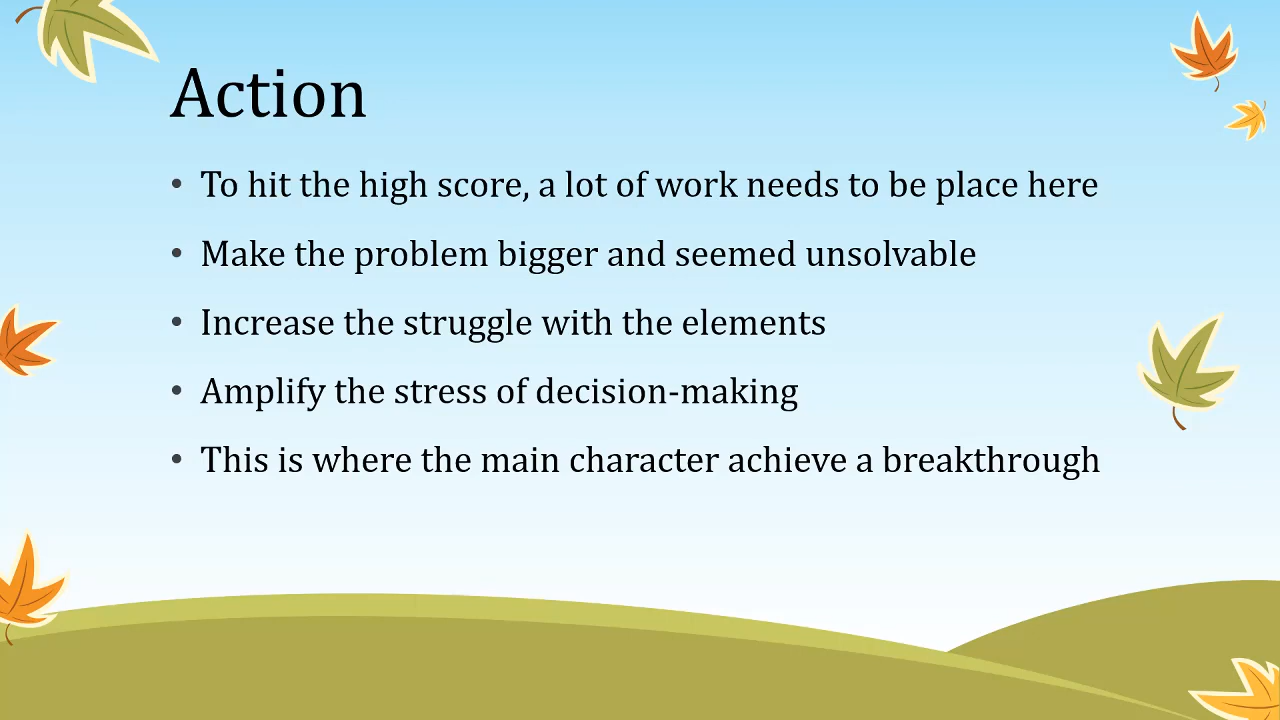 Action
• To hit the high score, a lot of work needs to be place here
• Make the problem bigger and seemed unsolvable
• Increase the struggle with the elements
• Amplify the stress of decision-making
• This is where the main character achieve a breakthrough